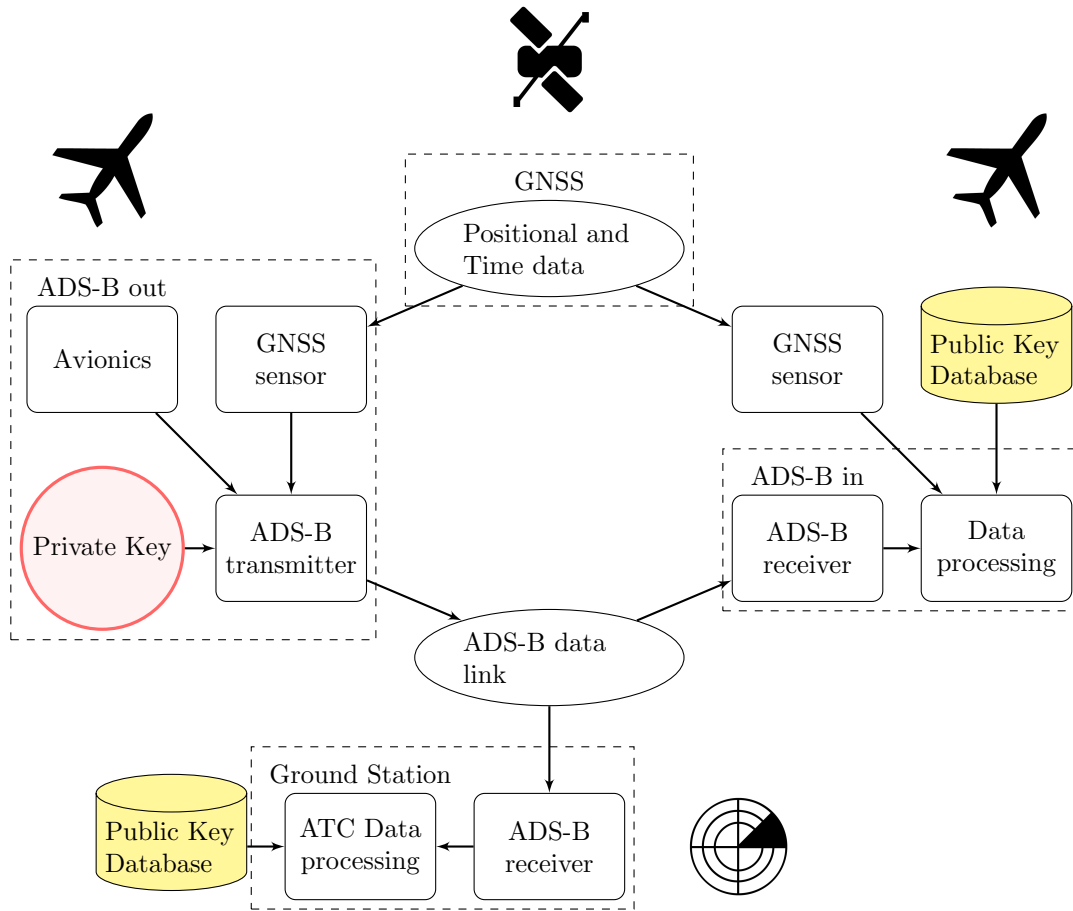 GNSS
Positional and
Time data
ADS-B out
Avionics
GNSS
sensor
GNSS
sensor
Public Key
Database
Private Key
ADS-B
transmitter
ADS-B in
ADS-B
receiver
Data
processing
ADS-B data
link
Ground Station
Public Key
Database
ATC Data
processing
ADS-B
receiver